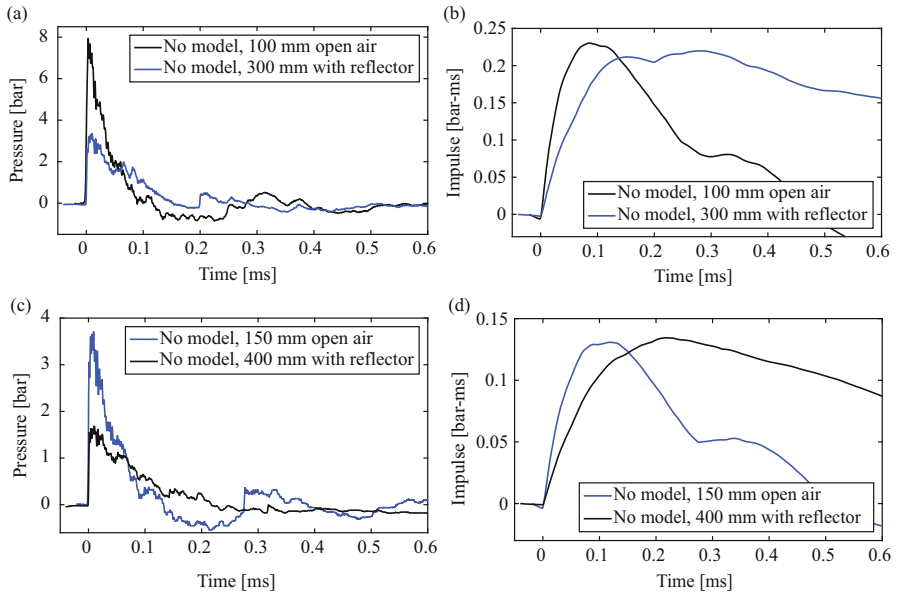 (a)
8
6
4
2
0
Pressure [bar]
No model, 100 mm open air
No model, 300 mm with reflector
0 0.1 0.2 0.3 0.4 0.5 0.6
Time [ms]
(b)
0.25
0.20
0.15
0.1
0.05
0
Impulse [bar-ms]
No model, 100 mm open air
No model, 300 mm with reflector
0 0.1 0.2 0.3 0.4 0.5 0.6
Time [ms]
(c)
4
3
2
1
0
Pressure [bar]
No model, 150 mm open air
No model, 400 mm with reflector
0 0.1 0.2 0.3 0.4 0.5 0.6
Time [ms]
(d)
0.15
0.1
0.05
0
Impulse [bar-ms]
No model, 150 mm open air
No model, 400 mm with reflector
0 0.1 0.2 0.3 0.4 0.5 0.6
Time [ms]